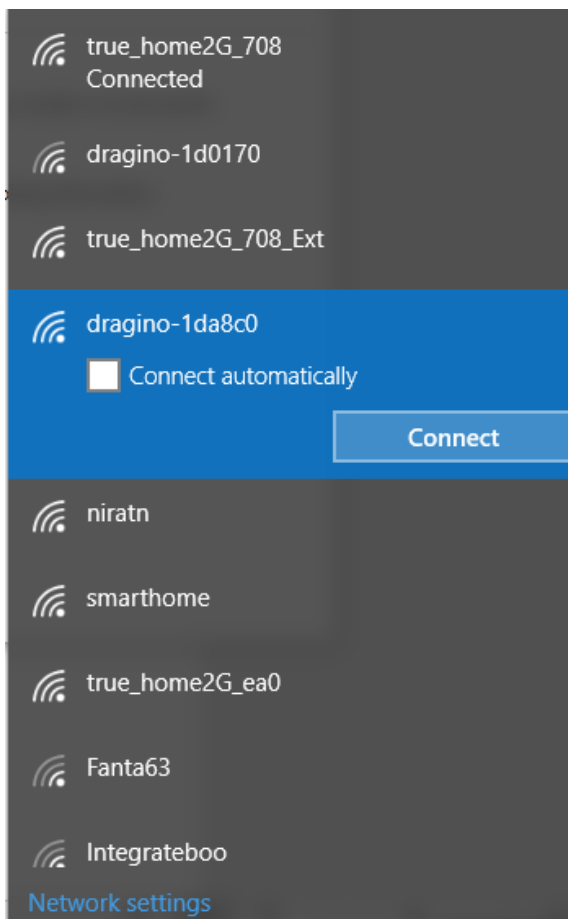 true_home2G_708
Connected
dragino-1d0170
true_home2G_708_Ext
dragino-1da8c0
Connect automatically
Connect
niratn
smarthome
true_home2G_ea0
Fanta63
Integrateboo
Network settings